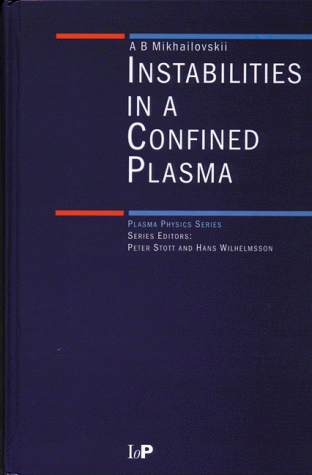 A B Mikhailovskii
INSTABILITIES
IN A
CONFINED
PLASMA
PLASMA PHYSICS SERIES
SERIES EDITORS:
PETER STOTT AND HANS WILHELMSSON
IoP